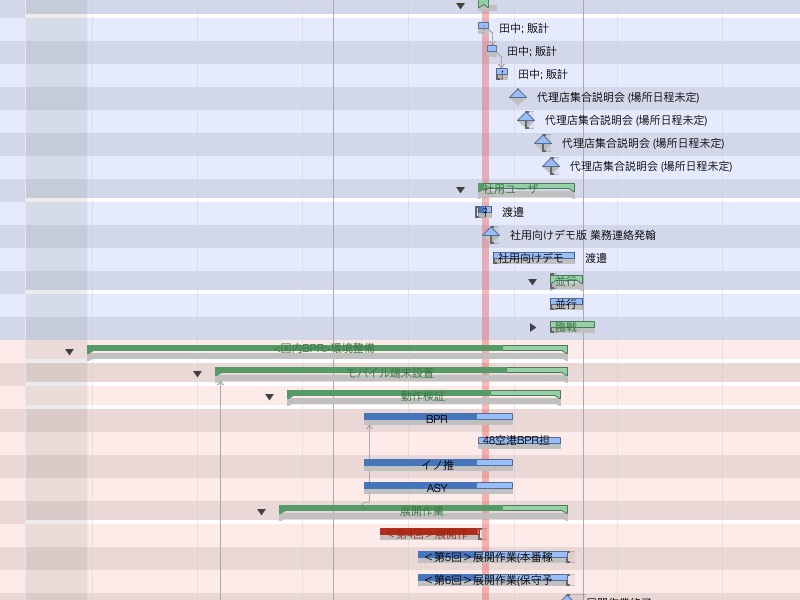 田中; 販計
田中; 販計
田中; 販計
代理店集合説明会 (場所日程未定)
代理店集合説明会 (場所日程未定)
代理店集合説明会 (場所日程未定)
代理店集合説明会 (場所日程未定)
社用ユーザ
渡邉
社用向けデモ版 業務連絡発翰
社用向けデモ 渡邉
並行
並行
臨戦
<国内BPR>環境整備
モバイル端末設置
動作検証
BPR
48空港BPR担
イノ推
ASY
展開作業
＜第4回＞展開作
＜第5回＞展開作業(本番稼
＜第6回＞展開作業(保守予